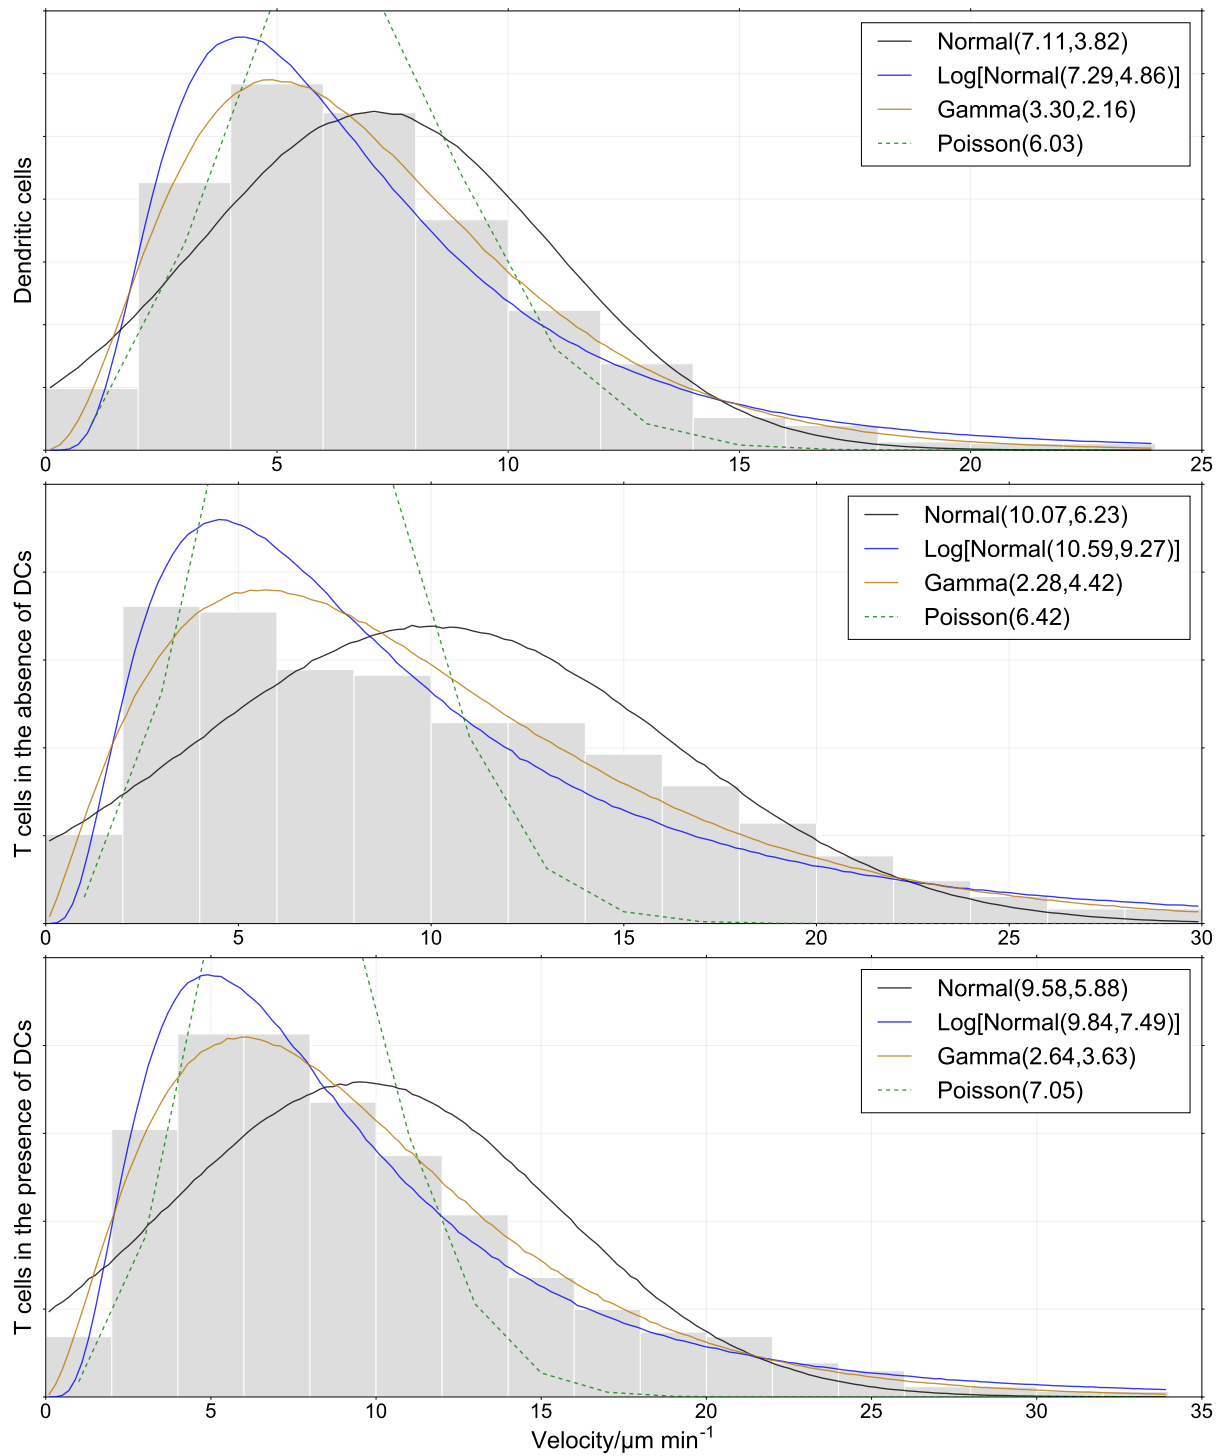 Dendritic cells
Normal(7.11,3.82)
Log[Normal(7.29,4.86)]
Gamma(3.30,2.16)
Poisson(6.03)
0 5 10 15 20 25
T cells in the absence of DCs
Normal(10.07,6.23)
Log[Normal(10.59,9.27)]
Gamma(2.28,4.42)
Poisson(6.42)
0 5 10 15 20 25 30
T cells in the presence of DCs
Normal(9.58,5.88)
Log[Normal(9.84,7.49)]
Gamma(2.64,3.63)
Poisson(7.05)
0 5 10 15 20 25 30 35
Velocity/μm min⁻¹